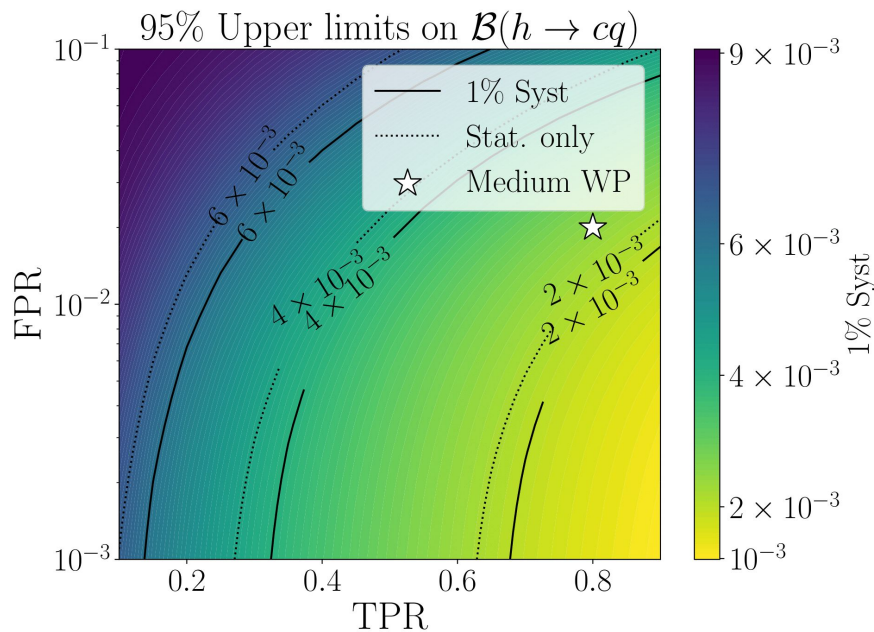 95% Upper limits on 𝓑(h → cq)
10⁻¹
10⁻²
10⁻³
FPR
0.2
0.4
0.6
0.8
TPR
1% Syst
Stat. only
Medium WP
6 × 10⁻³
6 × 10⁻³
4 × 10⁻³
4 × 10⁻³
2 × 10⁻³
2 × 10⁻³
9 × 10⁻³
6 × 10⁻³
4 × 10⁻³
2 × 10⁻³
10⁻³
1% Syst